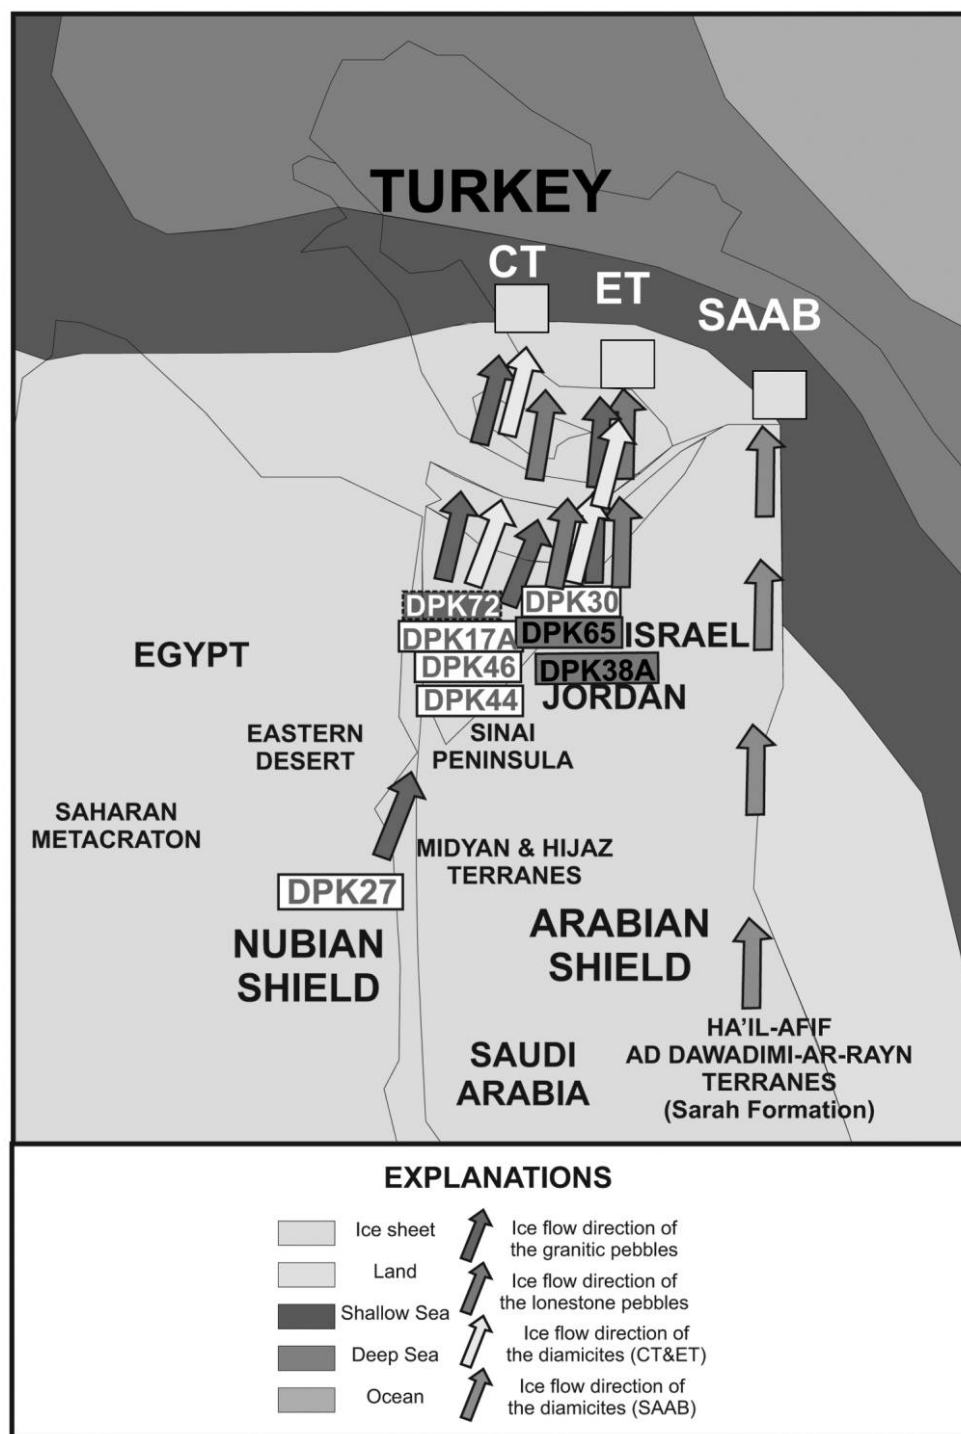 TURKEY
CT
ET
SAAB
DPK72
DPK30
DPK17A
DPK65
ISRAEL
EGYPT
DPK46
DPK38A
DPK44
JORDAN
EASTERN
DESERT
SINAI
PENINSULA
SAHARAN
METACRATON
MIDYAN & HIJAZ
TERRANES
DPK27
NUBIAN
SHIELD
ARABIAN
SHIELD
SAUDI
ARABIA
HA'IL-AFIF
AD DAWADIMI-AR-RAYN
TERRANES
(Sarah Formation)
EXPLANATIONS
Ice sheet
Land
Shallow Sea
Deep Sea
Ocean
Ice flow direction of
the granitic pebbles
Ice flow direction of
the lonestone pebbles
Ice flow direction of
the diamicites (CT&ET)
Ice flow direction of
the diamicites (SAAB)